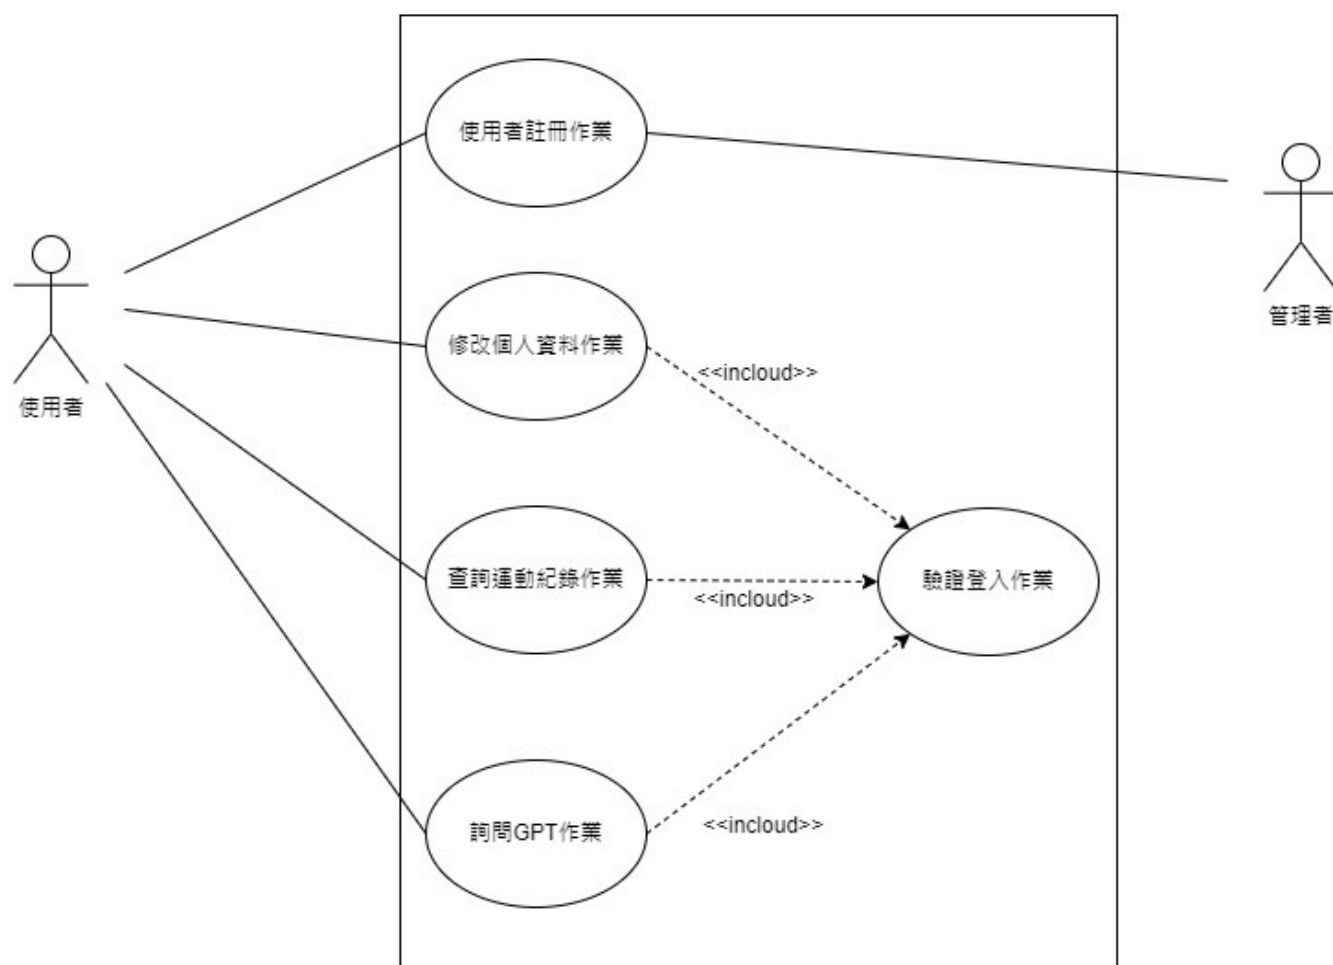 使用者註冊作業
管理者
修改個人資料作業
<<incloud>>
使用者
查詢運動紀錄作業
<<incloud>>
驗證登入作業
詢問GPT作業
<<incloud>>